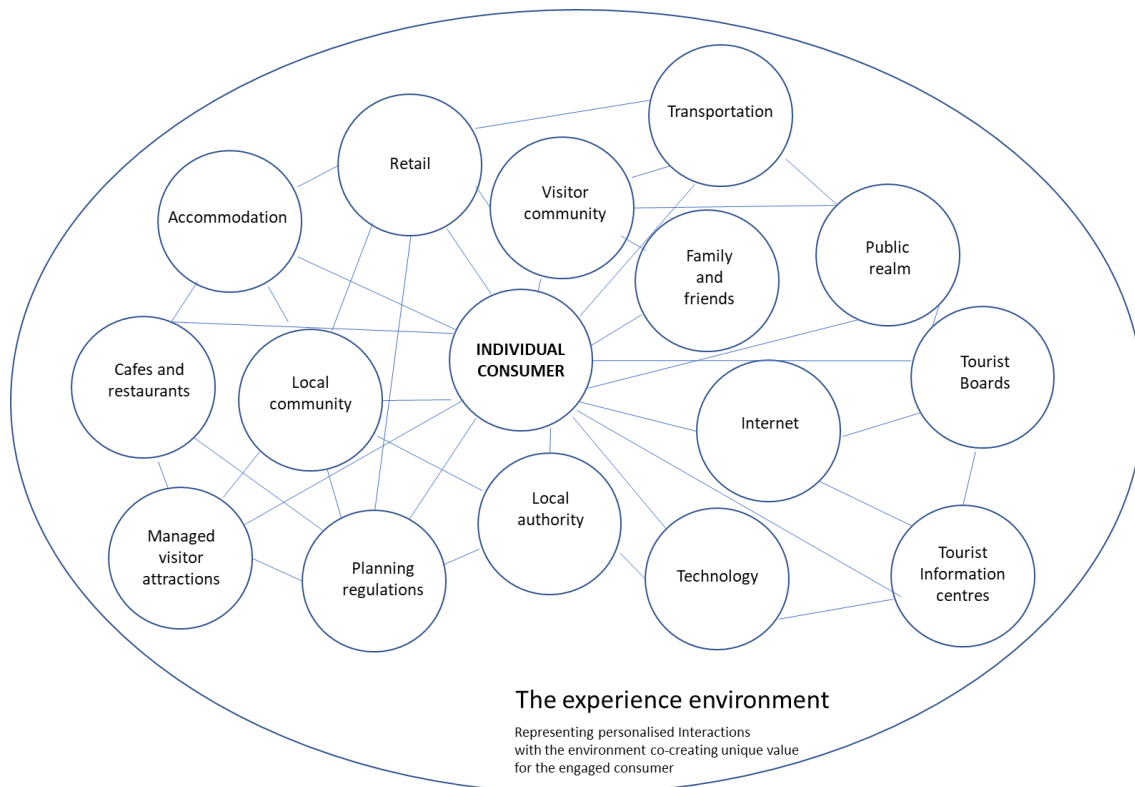 Transportation
Retail
Visitor
community
Accommodation
Family
and
friends
Public
realm
INDIVIDUAL
CONSUMER
Cafes and
restaurants
Local
community
Tourist
Boards
Internet
Local
authority
Managed
visitor
attractions
Planning
regulations
Technology
Tourist
Information
centres
The experience environment
Representing personalised Interactions
with the environment co-creating unique value
for the engaged consumer